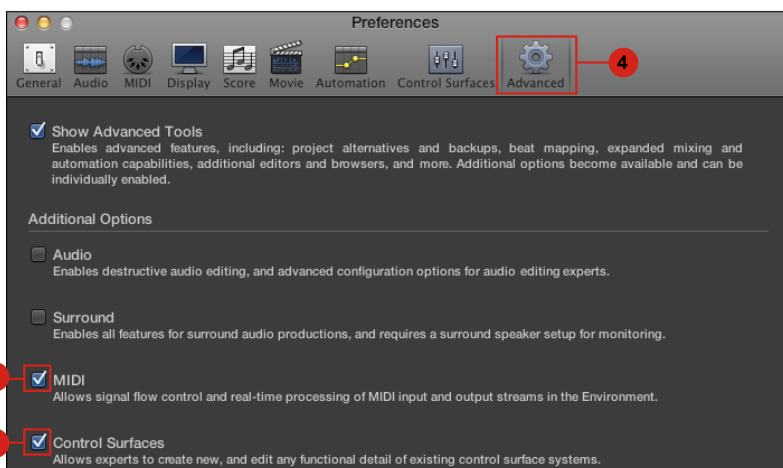 Preferences
General Audio MIDI Display Score Movie Automation Control Surfaces Advanced
4
Show Advanced Tools
Enables advanced features, including: project alternatives and backups, beat mapping, expanded mixing and
automation capabilities, additional editors and browsers, and more. Additional options become available and can be
individually enabled.
Additional Options
Audio
Enables destructive audio editing, and advanced configuration options for audio editing experts.
Surround
Enables all features for surround audio productions, and requires a surround speaker setup for monitoring.
MIDI
Allows signal flow control and real-time processing of MIDI input and output streams in the Environment.
Control Surfaces
Allows experts to create new, and edit any functional detail of existing control surface systems.